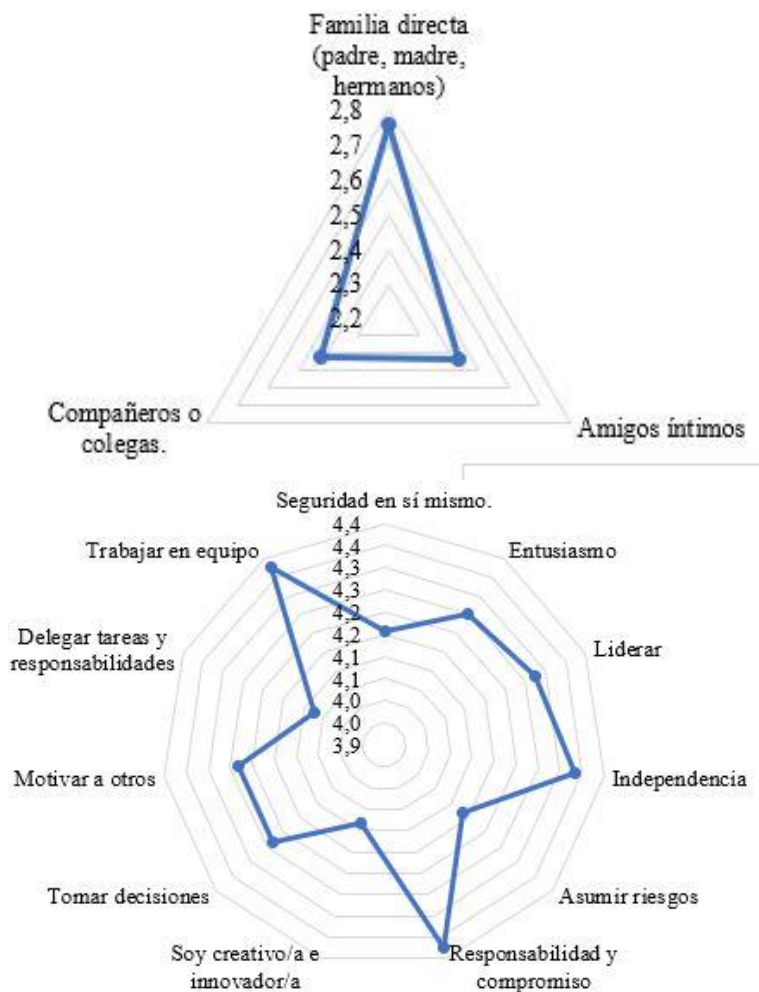 Familia directa
(padre, madre,
hermanos)
2,8
2,7
2,6
2,5
2,4
2,3
2,2
Compañeros o
colegas.
Amigos íntimos
Seguridad en sí mismo.
4,4
4,4
4,3
4,3
4,2
4,2
4,1
4,1
4,0
4,0
3,9
Entusiasmo
Liderar
Independencia
Asumir riesgos
Responsabilidad y
compromiso
Soy creativo/a e
innovador/a
Tomar decisiones
Motivar a otros
Delegar tareas y
responsabilidades
Trabajar en equipo